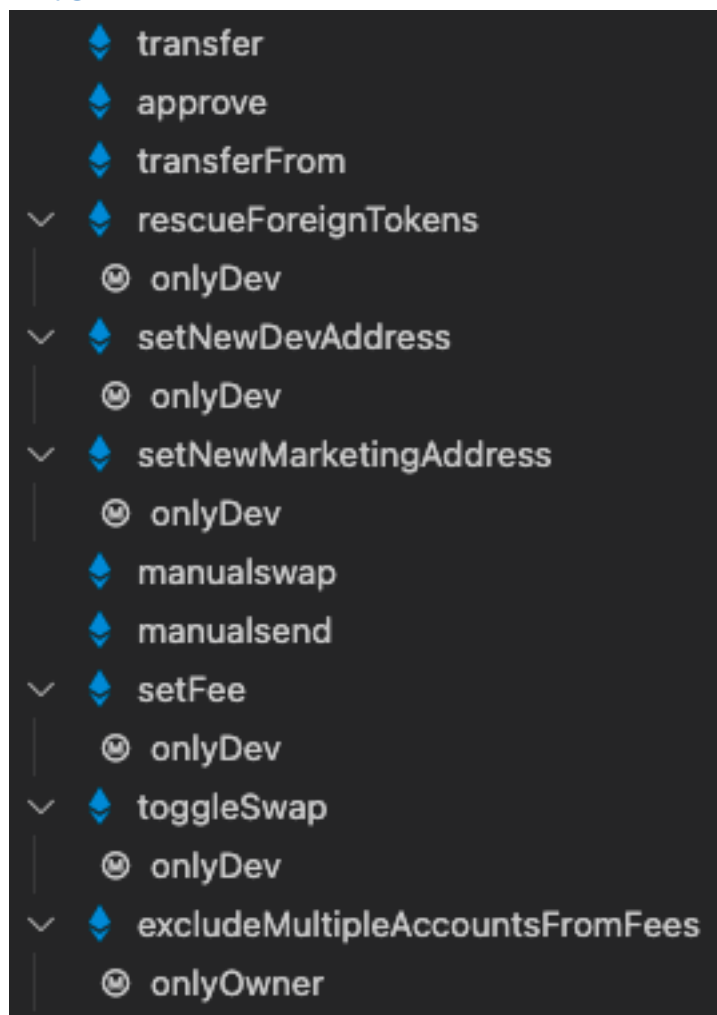 transfer
approve
transferFrom
rescueForeignTokens
onlyDev
setNewDevAddress
onlyDev
setNewMarketingAddress
onlyDev
manualswap
manualsend
setFee
onlyDev
toggleSwap
onlyDev
excludeMultipleAccountsFromFees
onlyOwner